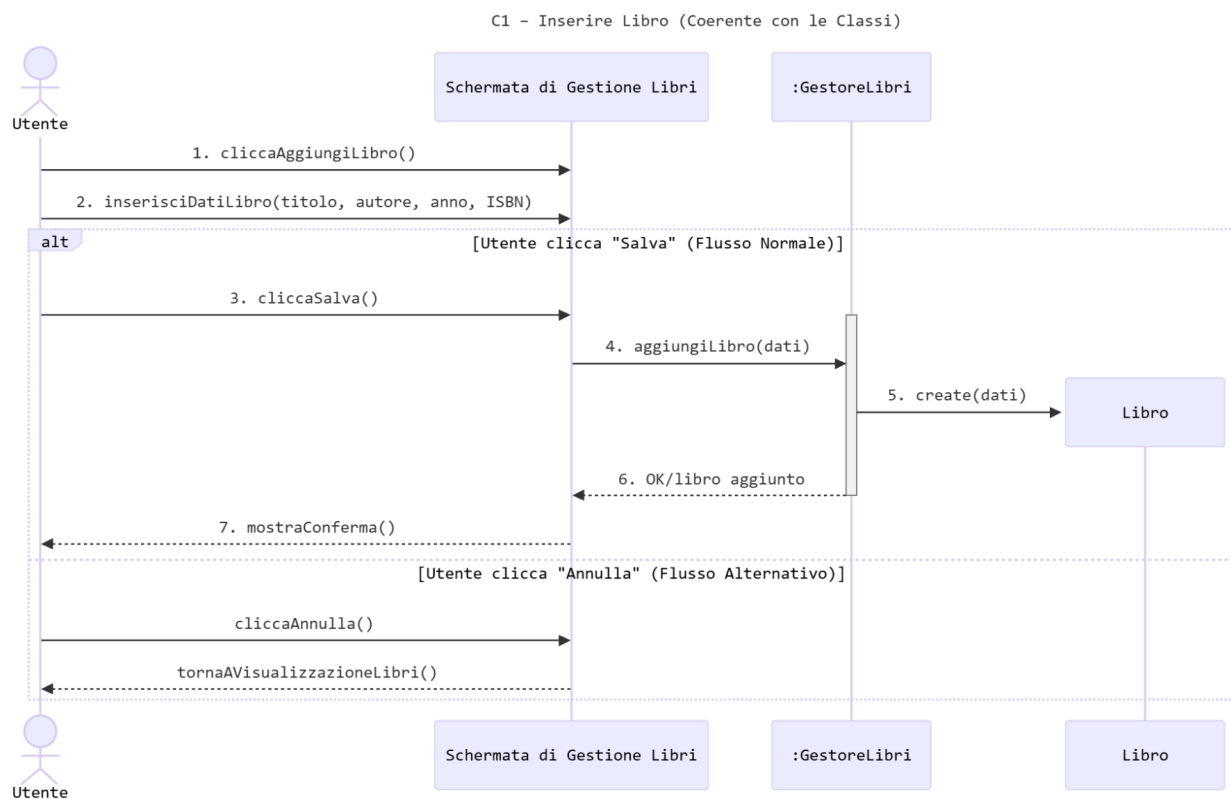 C1 – Inserire Libro (Coerente con le Classi)
Schermata di Gestione Libri
:GestoreLibri
Utente
1. cliccaAggiungiLibro()
2. inserisciDatiLibro(titolo, autore, anno, ISBN)
alt
[Utente clicca "Salva" (Flusso Normale)]
3. cliccaSalva()
4. aggiungiLibro(dati)
5. create(dati)
Libro
6. OK/libro aggiunto
7. mostraConferma()
[Utente clicca "Annulla" (Flusso Alternativo)]
cliccaAnnulla()
tornaAVisualizzazioneLibri()
Schermata di Gestione Libri
:GestoreLibri
Libro
Utente